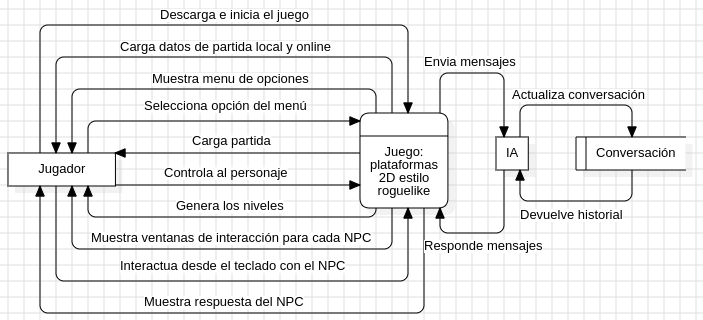 Descarga e inicia el juego
Carga datos de partida local y online
Envia mensajes
Muestra menu de opciones
Actualiza conversación
Selecciona opción del menú
Carga partida
Juego:
plataformas
2D estilo
roguelike
Jugador
IA
Conversación
Controla al personaje
Genera los niveles
Devuelve historial
Muestra ventanas de interacción para cada NPC
Responde mensajes
Interactua desde el teclado con el NPC
Muestra respuesta del NPC